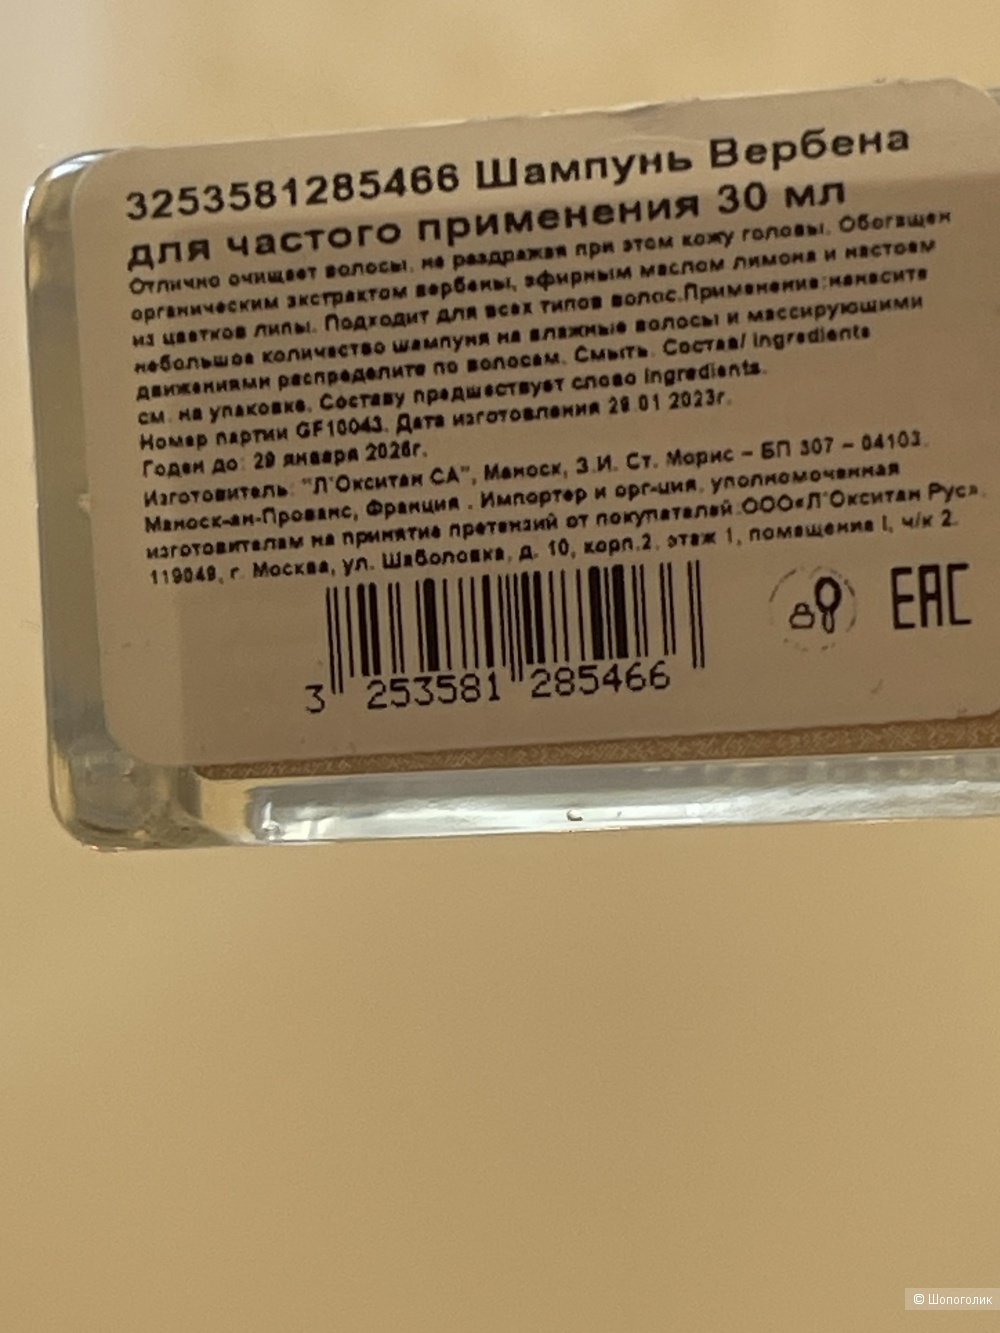 3253581285466 Шампунь Вербена
для частого применения 30 мл
Отлично очищает волосы, не раздражая при этом кожу головы. Обогащен
органическим экстрактом вербены, эфирным маслом лимона и настоем
из цветков липы. Подходит для всех типов волос.Применение:нанесите
небольшое количество шампуня на влажные волосы и массирующими
движениями распределите по волосам. Смыть. Состав/ ingredients
см. на упаковке. Составу предшествует слово ingredients.
Номер партии GF10043. Дата изготовления 01 2023г.
Годен до: 29 января 2026г.
Изготовитель: "Л'Окситан СА", Маноск, З.И. Ст. Морис – БП 307 – 04103.
Маноск-ан-Прованс, Франция . Импортер и орг-ция, уполномоченная
изготовителем на принятие претензий от покупателей:ООО«Л'Окситан Рус».
119049, г. Москва, ул. Шаболовка, д. 10, корп.2, этаж 1, помещение I, ч/к 2.
EAC
3 253581 285466
© Шопоголик